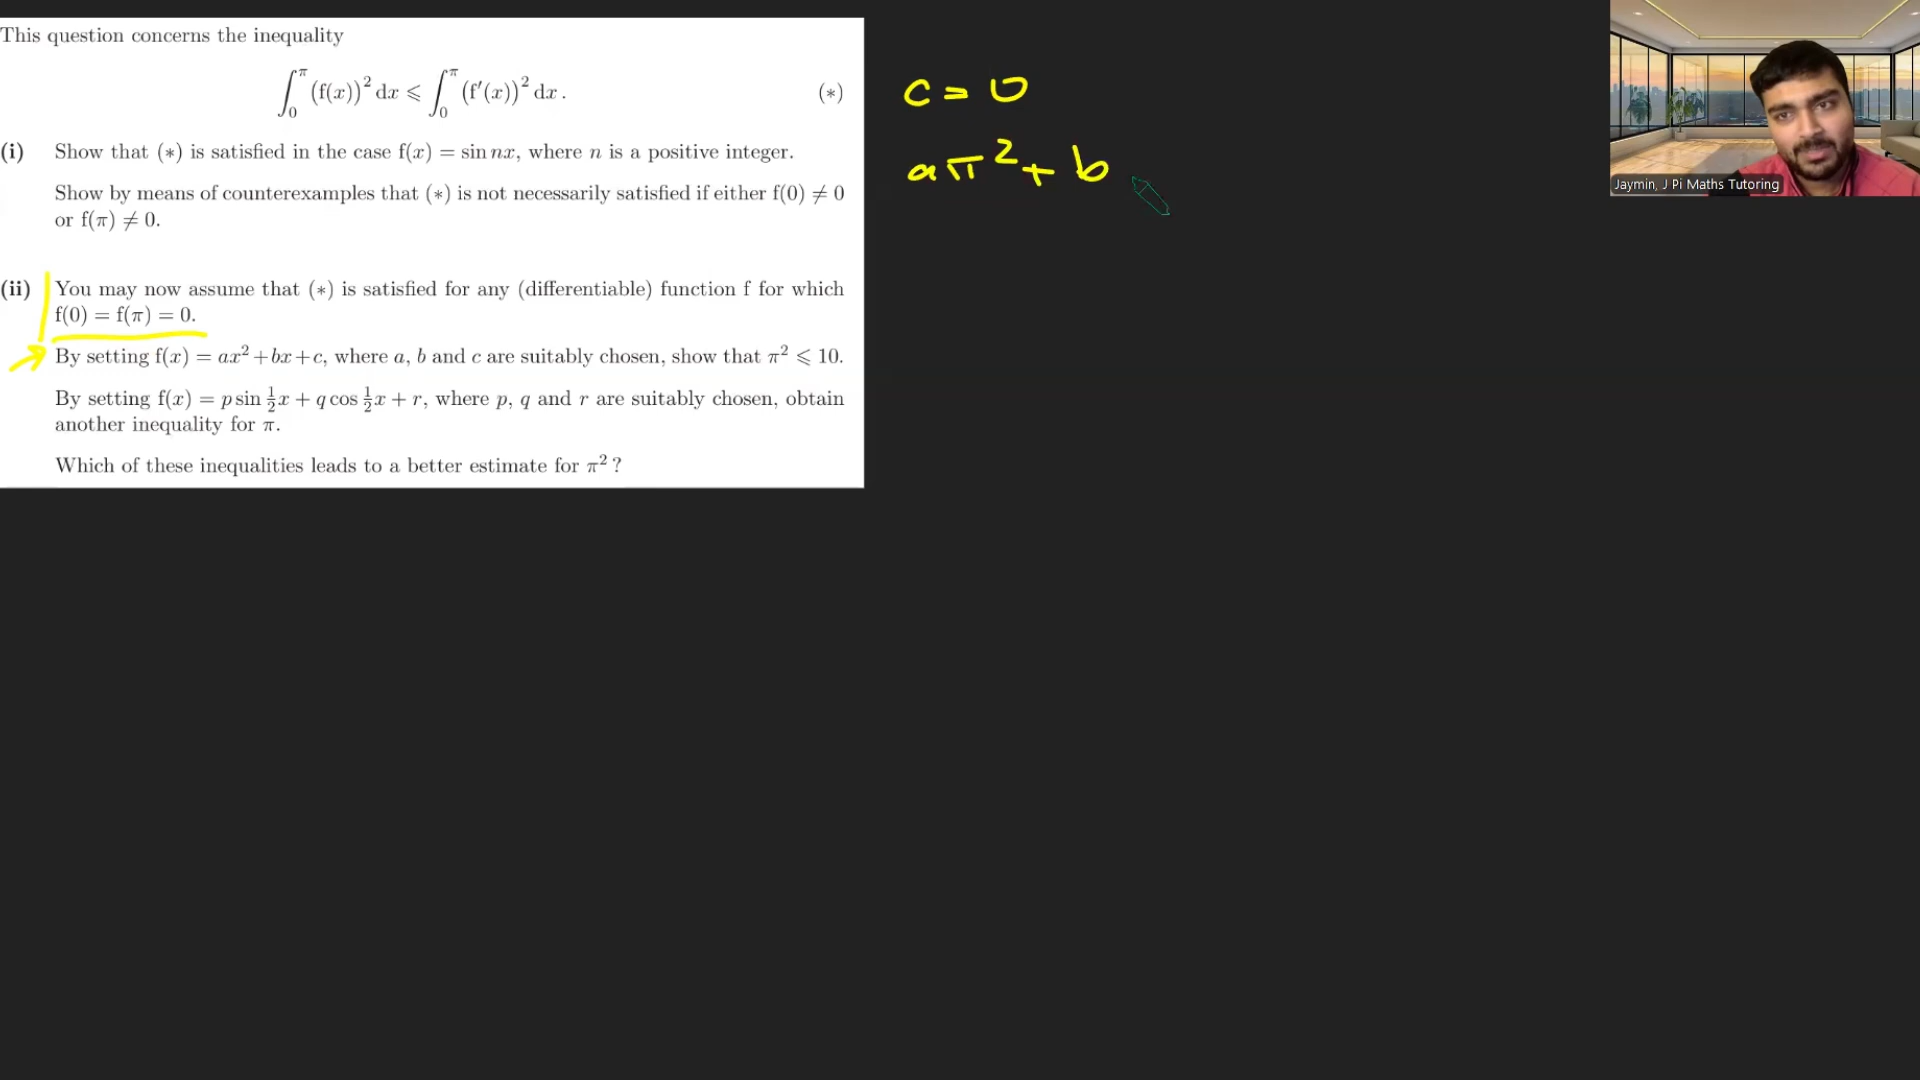 This question concerns the inequality
∫₀^π (f(x))² dx ⩽ ∫₀^π (f′(x))² dx . (∗)
(i) Show that (∗) is satisfied in the case f(x) = sin nx, where n is a positive integer.
Show by means of counterexamples that (∗) is not necessarily satisfied if either f(0) ≠ 0
or f(π) ≠ 0.
(ii) You may now assume that (∗) is satisfied for any (differentiable) function f for which
f(0) = f(π) = 0.
By setting f(x) = ax² + bx + c, where a, b and c are suitably chosen, show that π² ⩽ 10.
By setting f(x) = p sin ½x + q cos ½x + r, where p, q and r are suitably chosen, obtain
another inequality for π.
Which of these inequalities leads to a better estimate for π² ?
c = 0
aπ² + b
Jaymin, J Pi Maths Tutoring